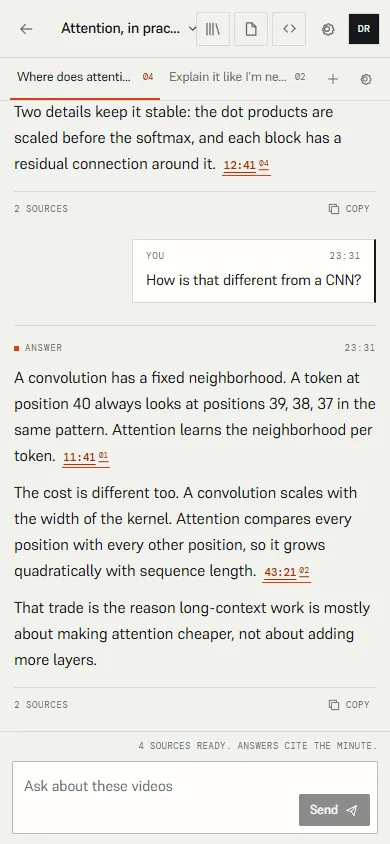 Attention, in prac...
DR
Where does attenti... 04
Explain it like I'm ne... 02
Two details keep it stable: the dot products are
scaled before the softmax, and each block has a
residual connection around it. 12:41 04
2 SOURCES
COPY
YOU 23:31
How is that different from a CNN?
ANSWER 23:31
A convolution has a fixed neighborhood. A token at
position 40 always looks at positions 39, 38, 37 in the
same pattern. Attention learns the neighborhood per
token. 11:41 01
The cost is different too. A convolution scales with
the width of the kernel. Attention compares every
position with every other position, so it grows
quadratically with sequence length. 43:21 02
That trade is the reason long-context work is mostly
about making attention cheaper, not about adding
more layers.
2 SOURCES
COPY
4 SOURCES READY. ANSWERS CITE THE MINUTE.
Ask about these videos
Send